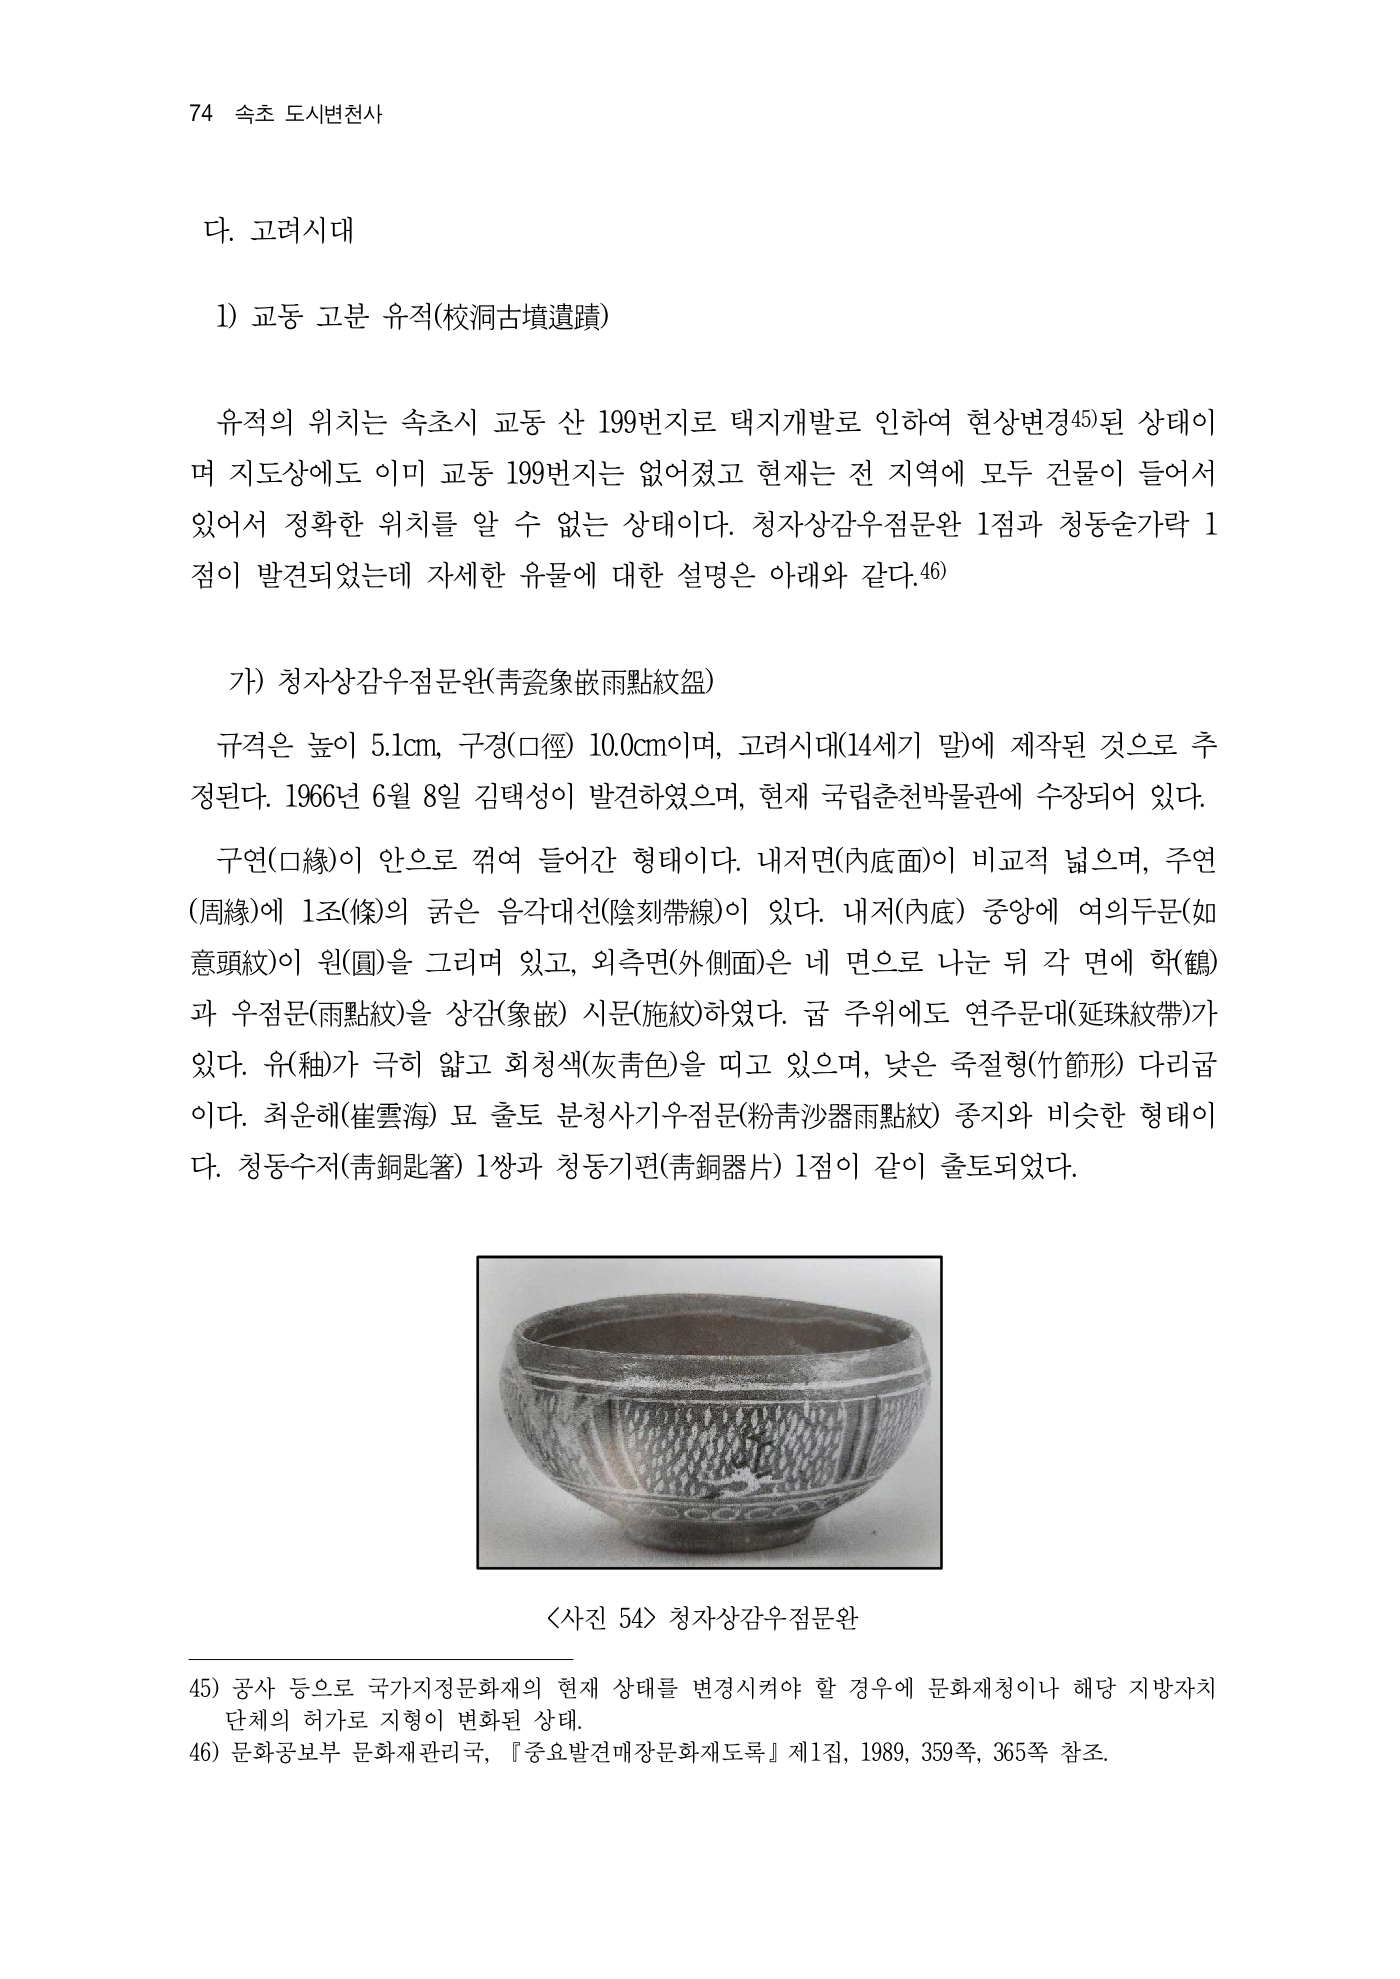 74 속초 도시변천사
다. 고려시대
1) 교동 고분 유적(校洞古墳遺蹟)
유적의 위치는 속초시 교동 산 199번지로 택지개발로 인하여 현상변경45)된 상태이
며 지도상에도 이미 교동 199번지는 없어졌고 현재는 전 지역에 모두 건물이 들어서
있어서 정확한 위치를 알 수 없는 상태이다. 청자상감우점문완 1점과 청동숟가락 1
점이 발견되었는데 자세한 유물에 대한 설명은 아래와 같다.46)
가) 청자상감우점문완(靑瓷象嵌雨點紋盌)
규격은 높이 5.1cm, 구경(口徑) 10.0cm이며, 고려시대(14세기 말)에 제작된 것으로 추
정된다. 1966년 6월 8일 김택성이 발견하였으며, 현재 국립춘천박물관에 수장되어 있다.
구연(口緣)이 안으로 꺾여 들어간 형태이다. 내저면(內底面)이 비교적 넓으며, 주연
(周緣)에 1조(條)의 굵은 음각대선(陰刻帶線)이 있다. 내저(內底) 중앙에 여의두문(如
意頭紋)이 원(圓)을 그리며 있고, 외측면(外側面)은 네 면으로 나눈 뒤 각 면에 학(鶴)
과 우점문(雨點紋)을 상감(象嵌) 시문(施紋)하였다. 굽 주위에도 연주문대(延珠紋帶)가
있다. 유(釉)가 극히 얇고 회청색(灰靑色)을 띠고 있으며, 낮은 죽절형(竹節形) 다리굽
이다. 최운해(崔雲海) 묘 출토 분청사기우점문(粉靑沙器雨點紋) 종지와 비슷한 형태이
다. 청동수저(靑銅匙箸) 1쌍과 청동기편(靑銅器片) 1점이 같이 출토되었다.
<사진 54> 청자상감우점문완
45) 공사 등으로 국가지정문화재의 현재 상태를 변경시켜야 할 경우에 문화재청이나 해당 지방자치
단체의 허가로 지형이 변화된 상태.
46) 문화공보부 문화재관리국, 『중요발견매장문화재도록』제1집, 1989, 359쪽, 365쪽 참조.